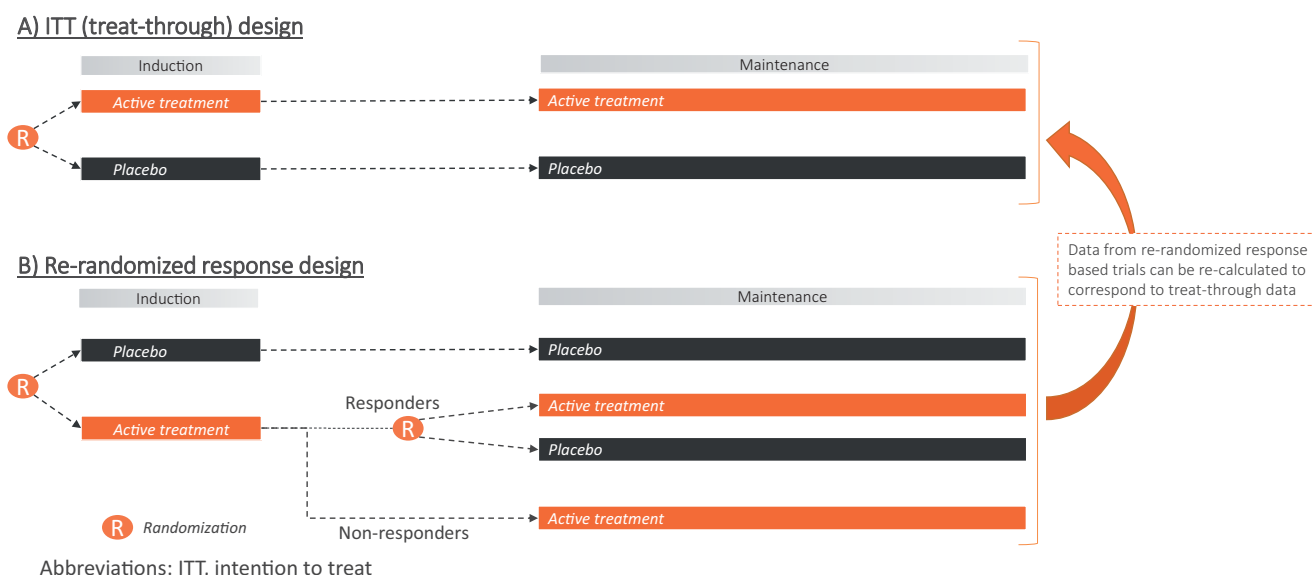 A) ITT (treat-through) design
Induction
Maintenance
Active treatment
Active treatment
R
Placebo
Placebo
Data from re-randomized response
based trials can be re-calculated to
correspond to treat-through data
B) Re-randomized response design
Induction
Maintenance
Placebo
Placebo
R
Responders
Active treatment
Active treatment
R
Placebo
Active treatment
Non-responders
R Randomization
Abbreviations: ITT. intention to treat